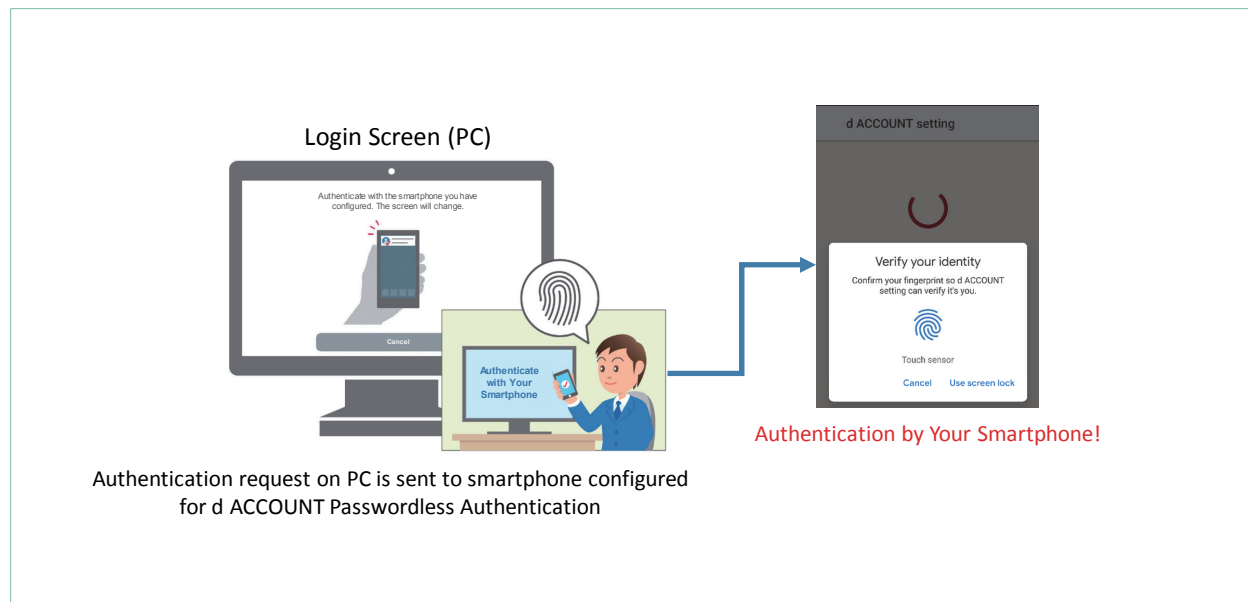 Login Screen (PC)
Authenticate with the smartphone you have
configured. The screen will change.
Cancel
Authenticate
with Your
Smartphone
Authentication request on PC is sent to smartphone configured
for d ACCOUNT Passwordless Authentication
d ACCOUNT setting
Verify your identity
Confirm your fingerprint so d ACCOUNT
setting can verify it's you.
Touch sensor
Cancel Use screen lock
Authentication by Your Smartphone!